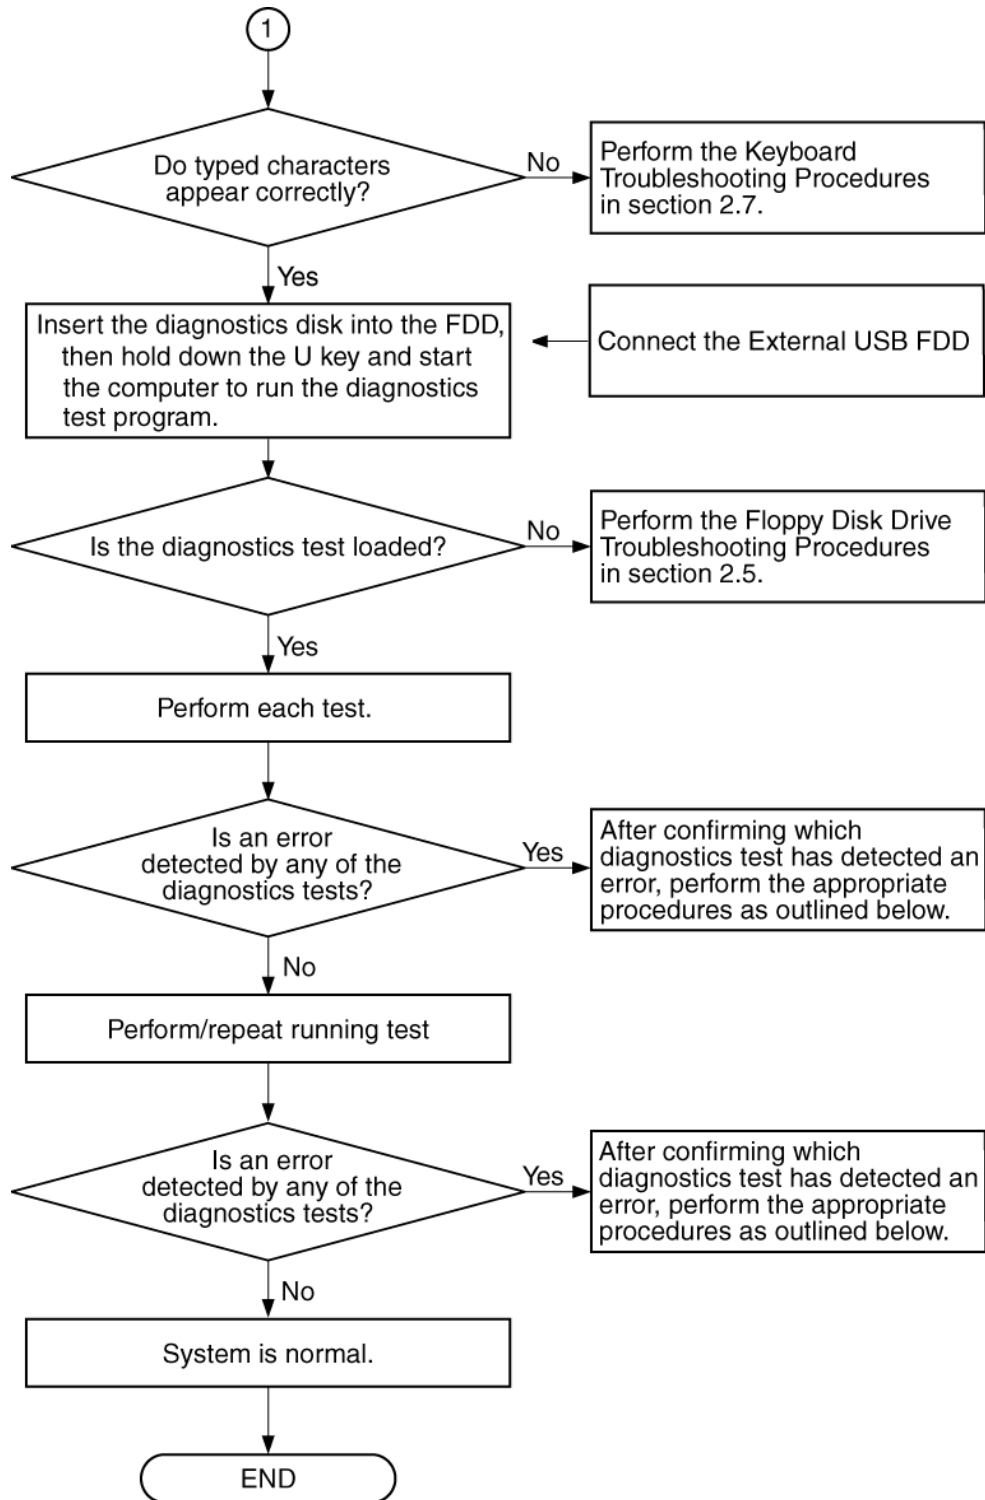 1
Do typed characters
appear correctly?
No
Perform the Keyboard
Troubleshooting Procedures
in section 2.7.
Yes
Insert the diagnostics disk into the FDD,
then hold down the U key and start
the computer to run the diagnostics
test program.
Connect the External USB FDD
Is the diagnostics test loaded?
No
Perform the Floppy Disk Drive
Troubleshooting Procedures
in section 2.5.
Yes
Perform each test.
Is an error
detected by any of the
diagnostics tests?
Yes
After confirming which
diagnostics test has detected an
error, perform the appropriate
procedures as outlined below.
No
Perform/repeat running test
Is an error
detected by any of the
diagnostics tests?
Yes
After confirming which
diagnostics test has detected an
error, perform the appropriate
procedures as outlined below.
No
System is normal.
END